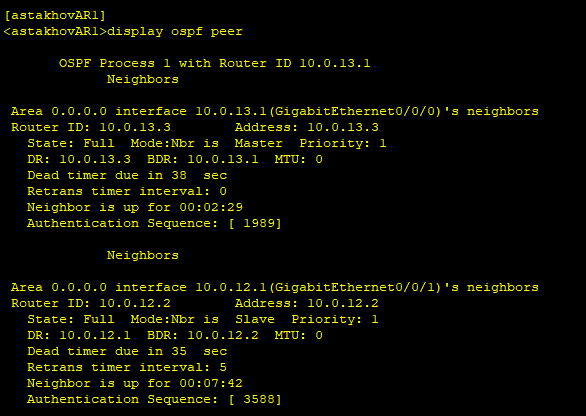 [astakhovAR1]
<astakhovAR1>display ospf peer
OSPF Process 1 with Router ID 10.0.13.1
Neighbors
Area 0.0.0.0 interface 10.0.13.1(GigabitEthernet0/0/0)'s neighbors
Router ID: 10.0.13.3 Address: 10.0.13.3
State: Full Mode:Nbr is Master Priority: 1
DR: 10.0.13.3 BDR: 10.0.13.1 MTU: 0
Dead timer due in 38 sec
Retrans timer interval: 0
Neighbor is up for 00:02:29
Authentication Sequence: [ 1989]
Neighbors
Area 0.0.0.0 interface 10.0.12.1(GigabitEthernet0/0/1)'s neighbors
Router ID: 10.0.12.2 Address: 10.0.12.2
State: Full Mode:Nbr is Slave Priority: 1
DR: 10.0.12.1 BDR: 10.0.12.2 MTU: 0
Dead timer due in 35 sec
Retrans timer interval: 5
Neighbor is up for 00:07:42
Authentication Sequence: [ 3588]